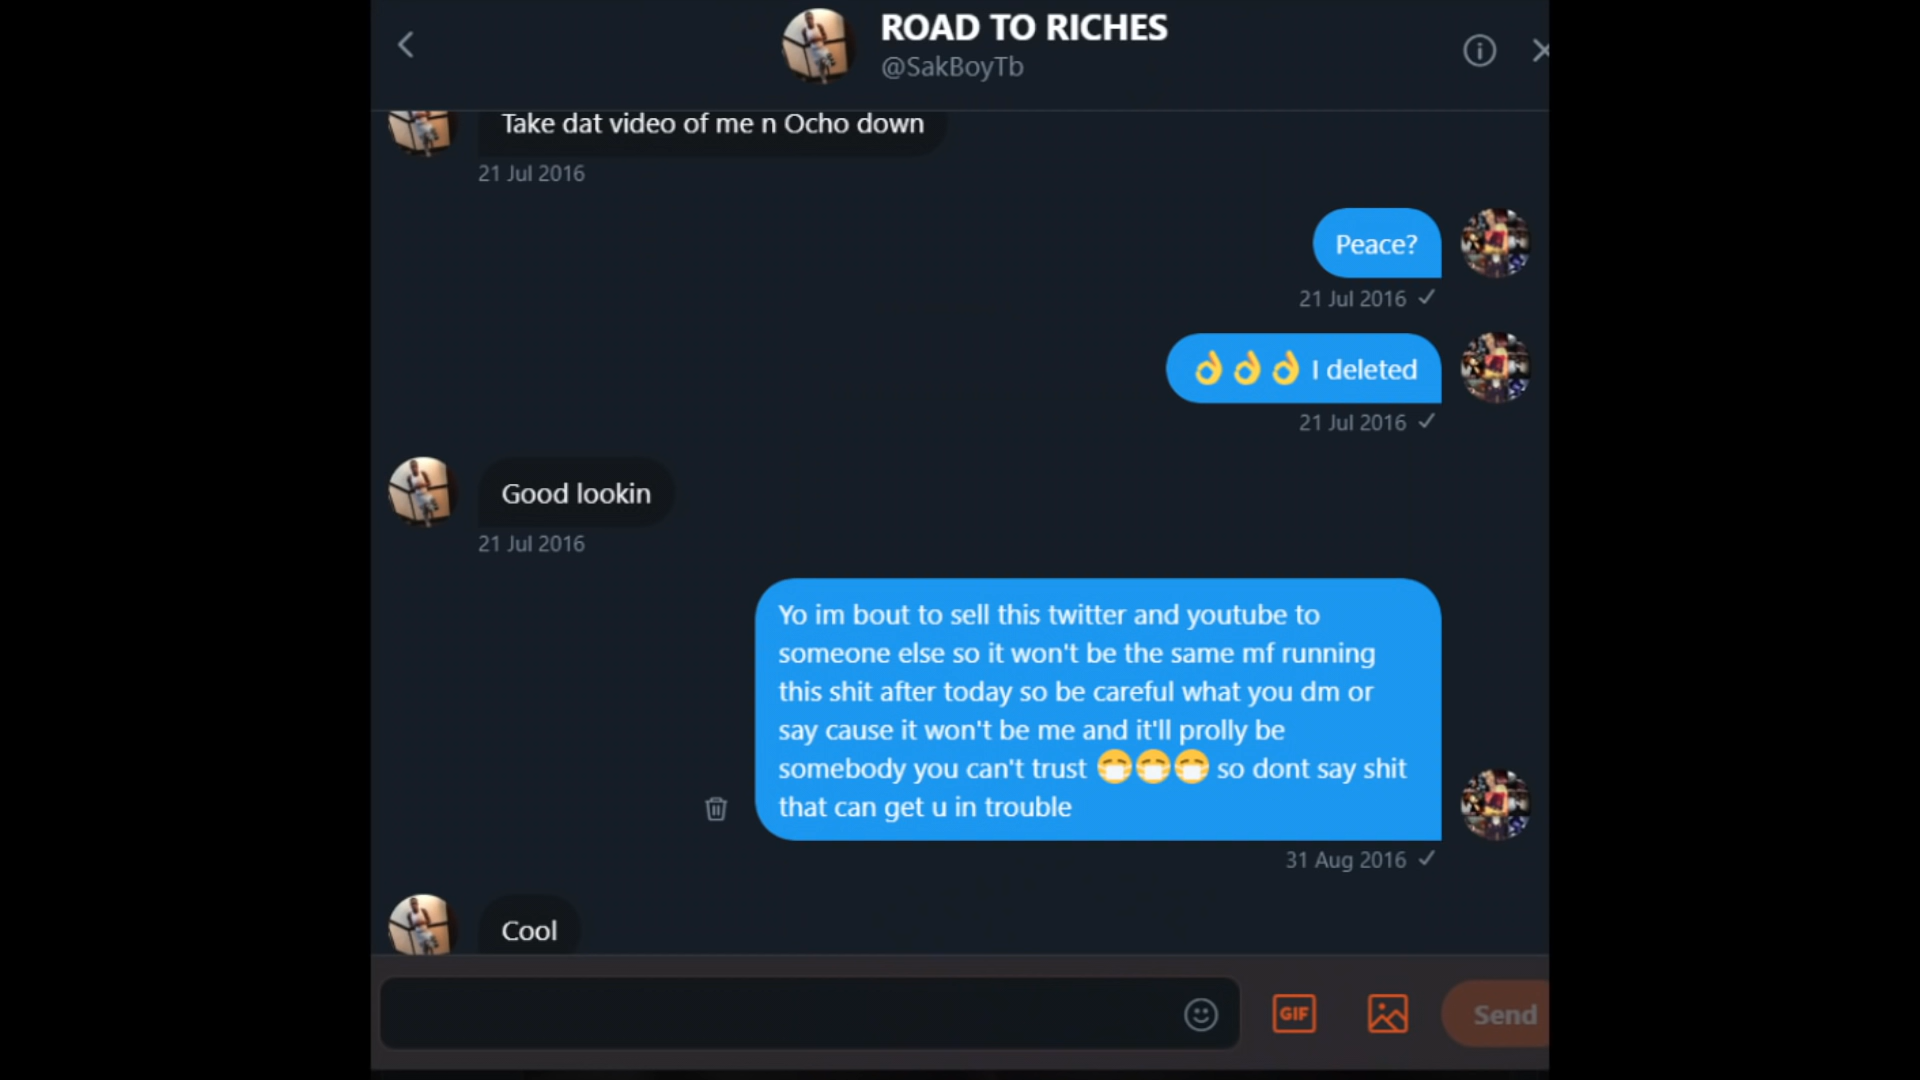 ROAD TO RICHES
@SakBoyTb
Take dat video of me n Ocho down
21 Jul 2016
Peace?
21 Jul 2016 ✓
👌👌👌 I deleted
21 Jul 2016 ✓
Good lookin
21 Jul 2016
Yo im bout to sell this twitter and youtube to
someone else so it won't be the same mf running
this shit after today so be careful what you dm or
say cause it won't be me and it'll prolly be
somebody you can't trust 😷😷😷 so dont say shit
that can get u in trouble
31 Aug 2016 ✓
Cool
GIF
Send